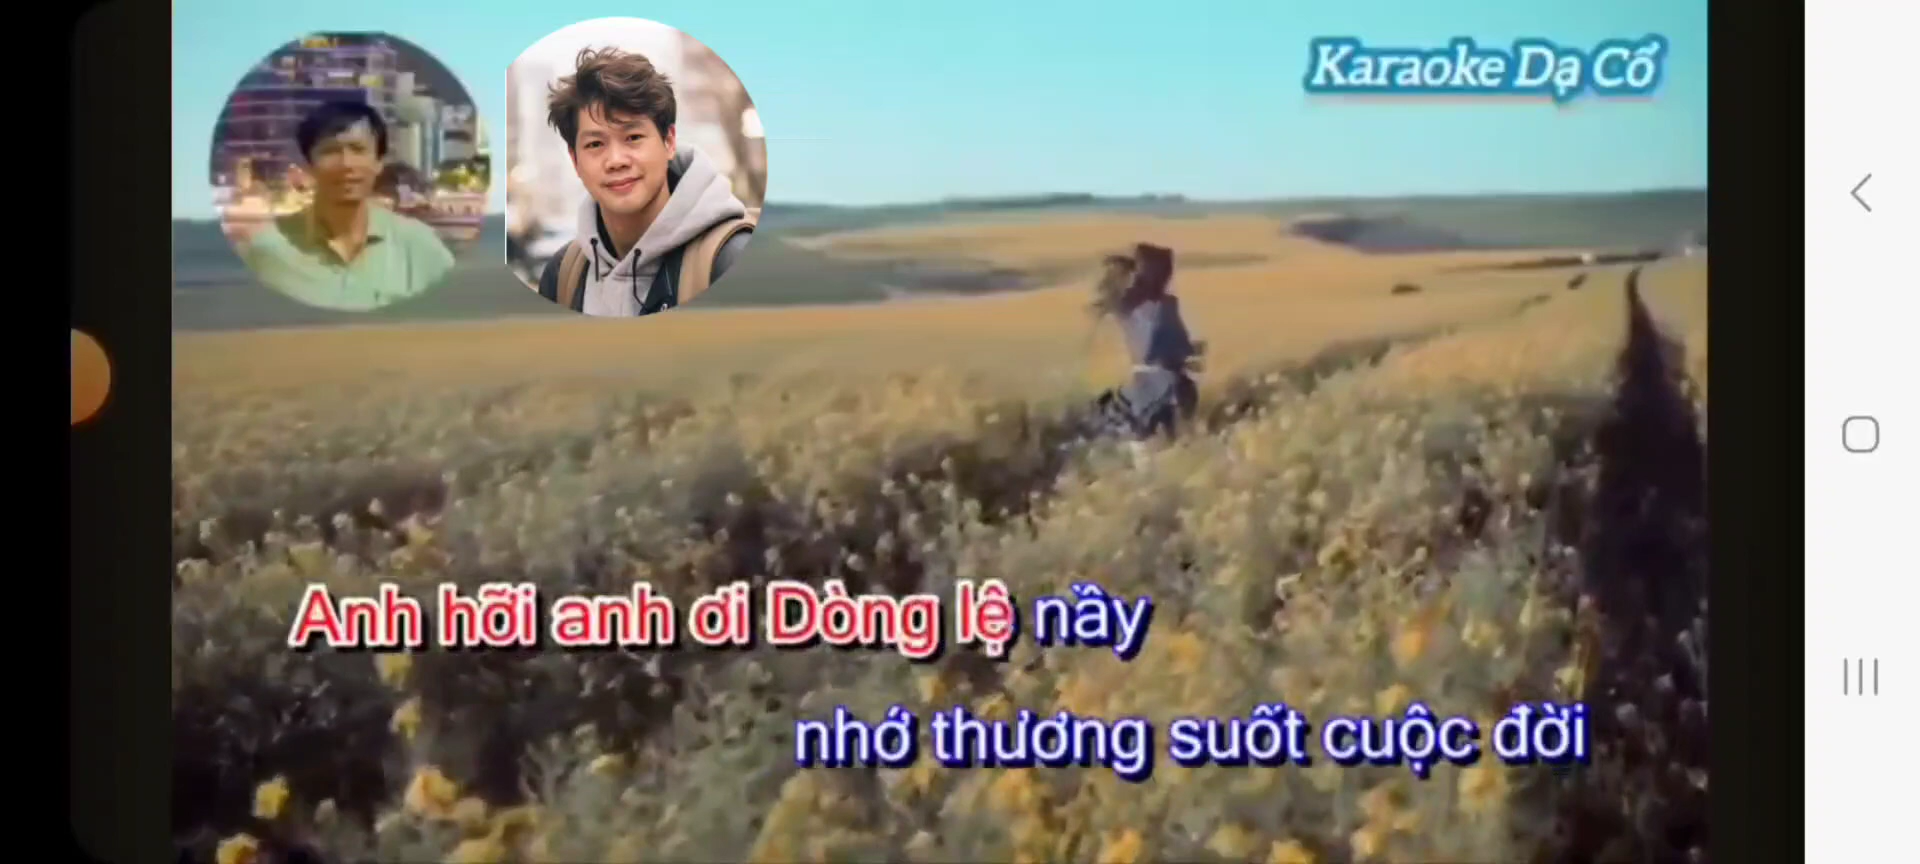 Karaoke Dạ Cổ
Anh hỡi anh ơi Dòng lệ nầy
nhớ thương suốt cuộc đời